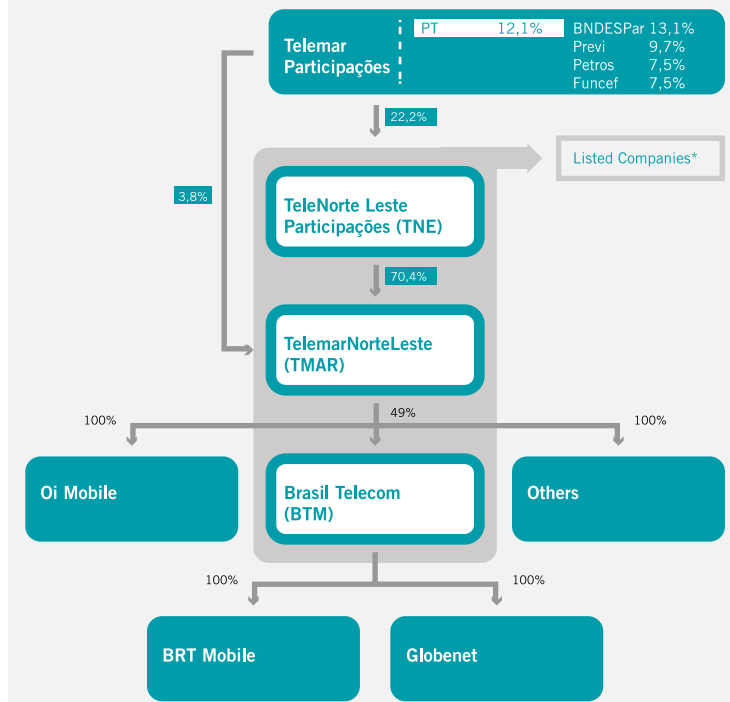 Telemar
Participações
PT 12,1%
BNDESPar 13,1%
Previ 9,7%
Petros 7,5%
Funcef 7,5%
22,2%
Listed Companies*
3,8%
TeleNorte Leste
Participações (TNE)
70,4%
TelemarNorteLeste
(TMAR)
100%
49%
100%
Oi Mobile
Brasil Telecom
(BTM)
Others
100%
100%
BRT Mobile
Globenet